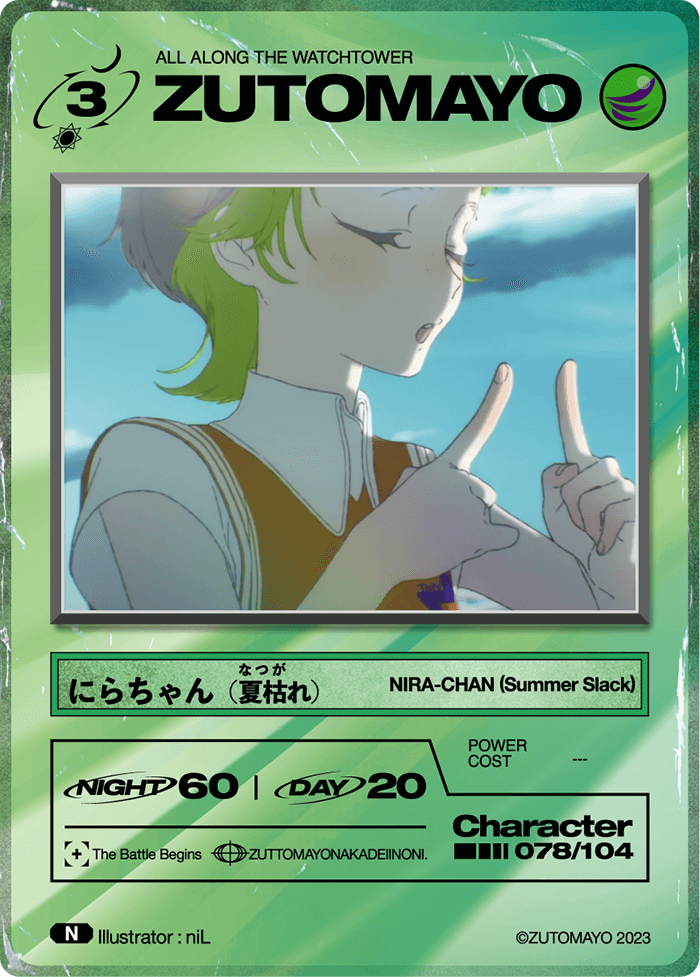 ALL ALONG THE WATCHTOWER
3 ZUTOMAYO
なつが
にらちゃん（夏枯れ） NIRA-CHAN (Summer Slack)
POWER COST ---
NIGHT 60 | DAY 20
Character
The Battle Begins ZUTTOMAYONAKADEIINONI. 078/104
N Illustrator : niL ©ZUTOMAYO 2023